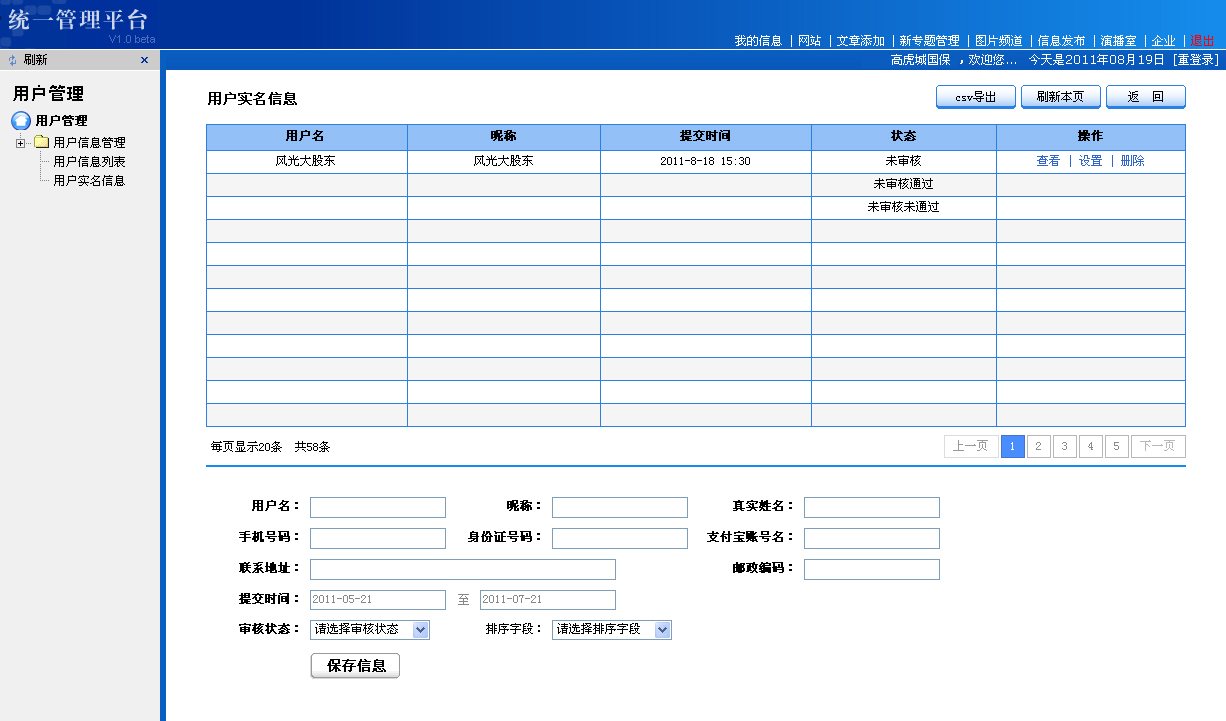 统一管理平台
V1.0 beta
我的信息 | 网站 | 文章添加 | 新专题管理 | 图片频道 | 信息发布 | 演播室 | 企业 | 退出
刷新 ×
高虎城国保 ，欢迎您... 今天是2011年08月19日 [重登录]
用户管理
用户管理
用户信息管理
用户信息列表
用户实名信息
用户实名信息 csv导出 刷新本页 返 回
用户名 昵称 提交时间 状态 操作
风光大股东 风光大股东 2011-8-18 15:30 未审核 查看 | 设置 | 删除
未审核通过
未审核未通过
每页显示20条 共58条 上一页 1 2 3 4 5 下一页
用户名： 昵称： 真实姓名：
手机号码： 身份证号码： 支付宝账号名：
联系地址： 邮政编码：
提交时间： 2011-05-21 至 2011-07-21
审核状态： 请选择审核状态 排序字段： 请选择排序字段
保存信息